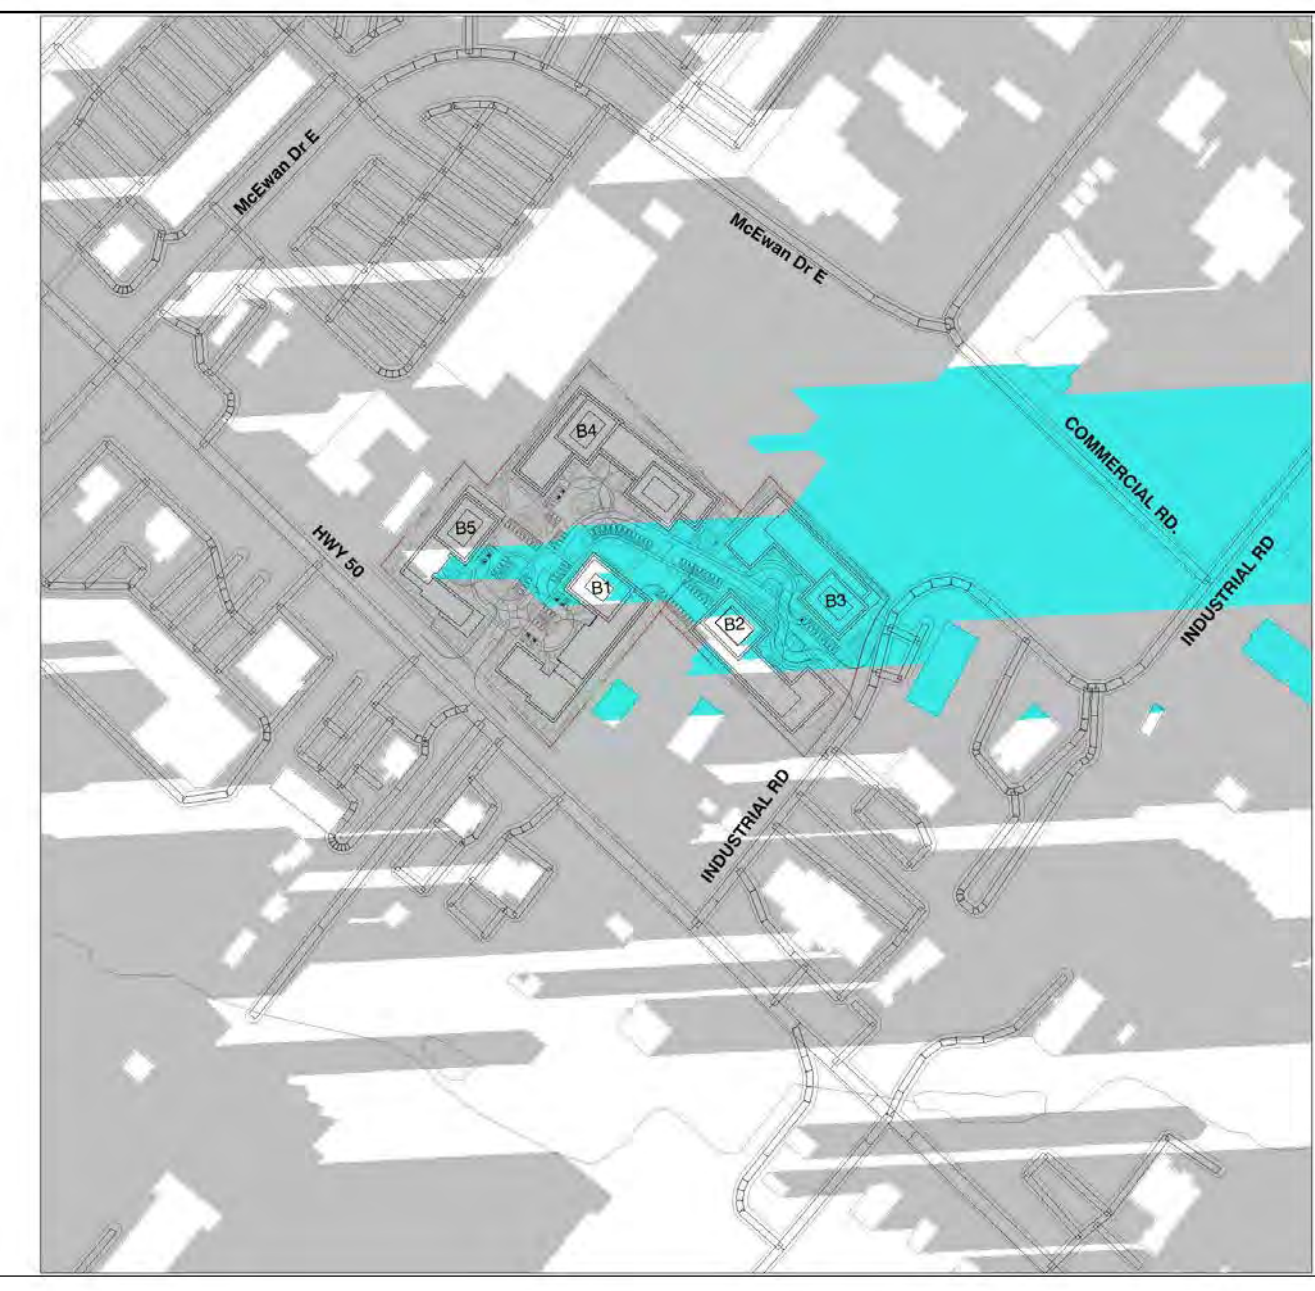 McEwan Dr E
McEwan Dr E
B4
COMMERCIAL RD.
B5
HWY 50
B1
B3
B2
INDUSTRIAL RD
INDUSTRIAL RD